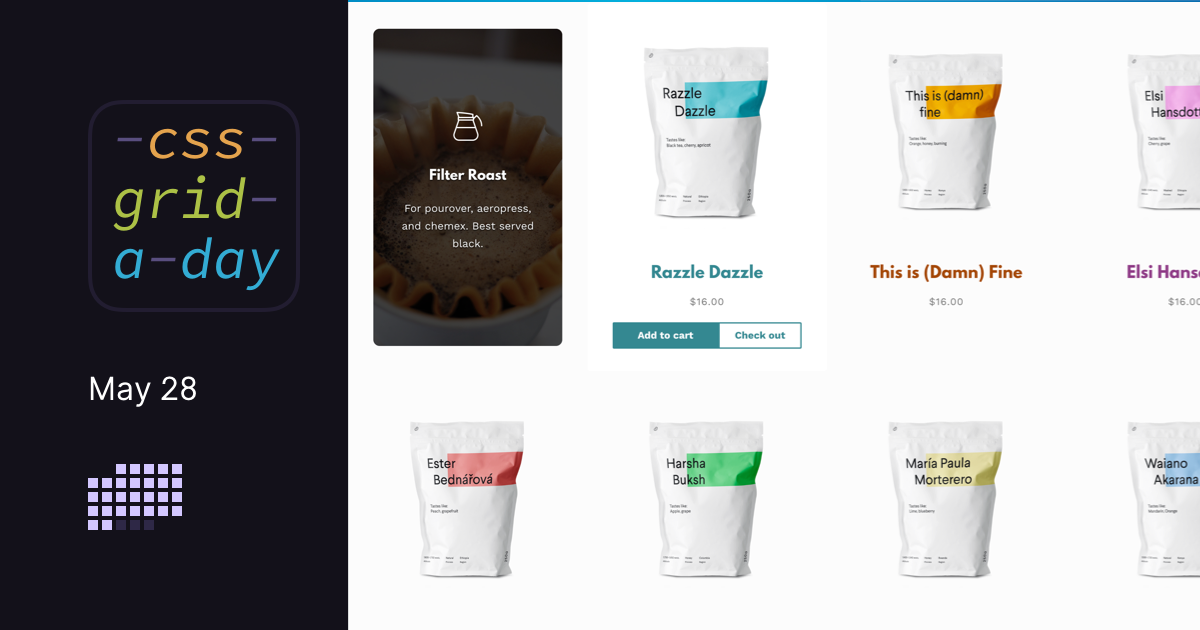 -css-
grid-
a-day
May 28
Filter Roast
For pourover, aeropress,
and chemex. Best served
black.
Razzle
Dazzle
Tastes like:
Black tea, cherry, apricot
Razzle Dazzle
$16.00
Add to cart
Check out
This is (damn)
fine
Tastes like:
Orange, honey, baming
This is (Damn) Fine
$16.00
Elsi
Hansdott
Tastes like:
Cherry, grape
Elsi Hans
$16.00
Ester
Bednářová
Tastes like:
Peach, grapefruit
Harsha
Buksh
Tastes like:
Apple, grape
María Paula
Morterero
Tastes like:
Lime, blueberry
Waiano
Akarana
Tastes like:
Mandarin, Orange